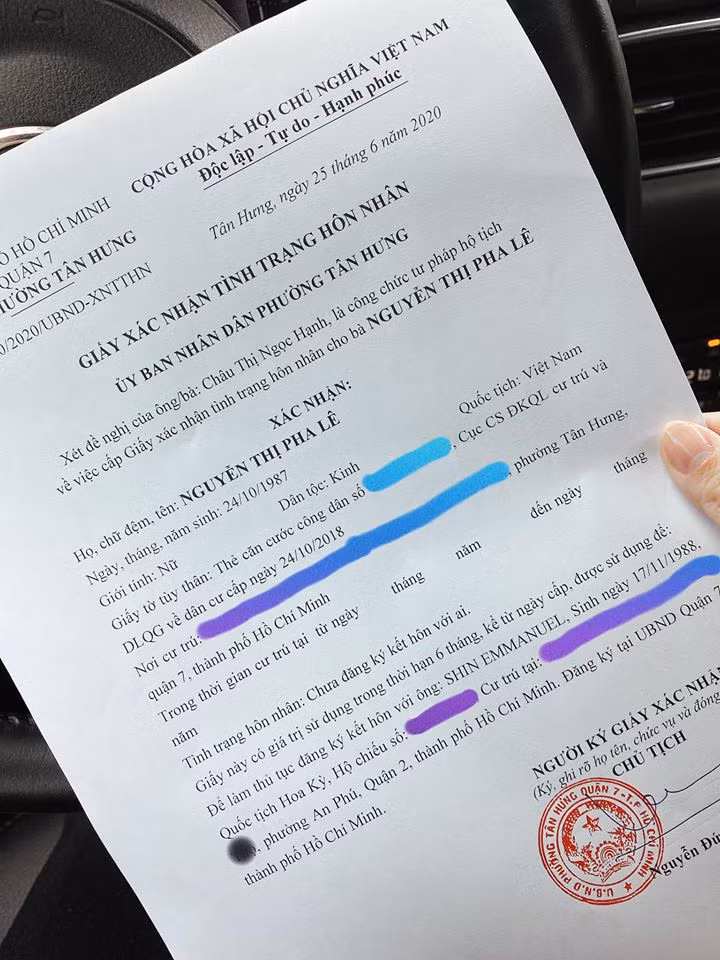 CỘNG HÒA XÃ HỘI CHỦ NGHĨA VIỆT NAM
Độc lập - Tự do - Hạnh phúc
HỒ CHÍ MINH
QUẬN 7
TÂN HƯNG
/2020/UBND-XNTTHN
Tân Hưng, ngày 25 tháng 6 năm 2020
GIẤY XÁC NHẬN TÌNH TRẠNG HÔN NHÂN
ỦY BAN NHÂN DÂN PHƯỜNG TÂN HƯNG
Xét đề nghị của ông/bà: Châu Thị Ngọc Hạnh, là công chức tư pháp hộ tịch
về việc cấp Giấy xác nhận tình trạng hôn nhân cho bà NGUYỄN THỊ PHA LÊ
XÁC NHẬN:
Họ, chữ đệm, tên: NGUYỄN THỊ PHA LÊ
Ngày, tháng, năm sinh: 24/10/1987
Giới tính: Nữ Dân tộc: Kinh Quốc tịch: Việt Nam
Giấy tờ tùy thân: Thẻ căn cước công dân số , Cục CS ĐKQL cư trú và
DLQG về dân cư cấp ngày 24/10/2018
Nơi cư trú: , phường Tân Hưng,
quận 7, thành phố Hồ Chí Minh
Trong thời gian cư trú tại từ ngày tháng năm đến ngày tháng
năm
Tình trạng hôn nhân: Chưa đăng ký kết hôn với ai.
Giấy này có giá trị sử dụng trong thời hạn 6 tháng, kể từ ngày cấp, được sử dụng để:
Để làm thủ tục đăng ký kết hôn với ông: SHIN EMMANUEL, Sinh ngày 17/11/1988,
Quốc tịch Hoa Kỳ, Hộ chiếu số: Cư trú tại:
, phường An Phú, Quận 2, thành phố Hồ Chí Minh. Đăng ký tại UBND Quận 7
thành phố Hồ Chí Minh.
NGƯỜI KÝ GIẤY XÁC NHẬN
(Ký, ghi rõ họ tên, chức vụ và đóng
CHỦ TỊCH
U.B.N.D PHƯỜNG TÂN HƯNG QUẬN 7-T.P HỒ CHÍ MINH
Nguyễn